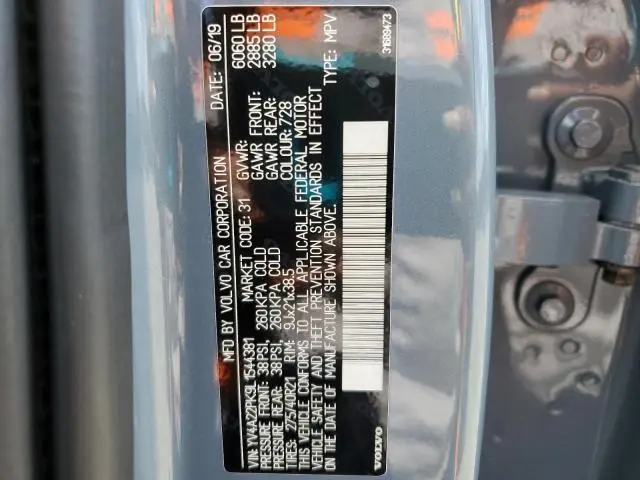 MFD BY VOLVO CAR CORPORATION DATE: 06/19
VIN: YV4A22PK9L1544381 MARKET CODE: 31 GVWR: 6060 LB
PRESSURE FRONT: 38PSI, 260KPA COLD GAWR FRONT: 2885 LB
PRESSURE REAR: 38PSI, 260KPA COLD GAWR REAR: 3280 LB
TIRE: 275/40R21 RIM: 9Jx21x38.5 COLOUR: 728
THIS VEHICLE CONFORMS TO ALL APPLICABLE FEDERAL MOTOR
VEHICLE SAFETY AND THEFT PREVENTION STANDARDS IN EFFECT
ON THE DATE OF MANUFACTURE SHOWN ABOVE. TYPE: MPV
VOLVO 31689473